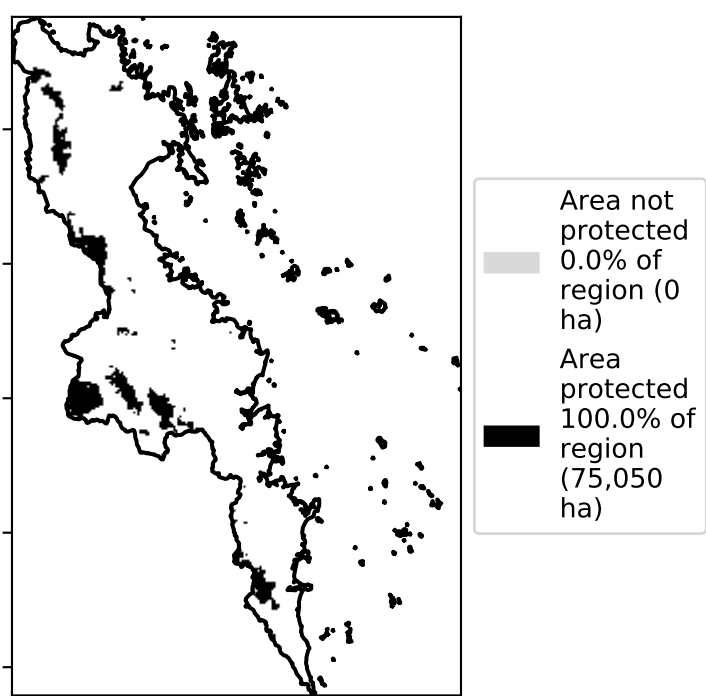 Area not
protected
0.0% of
region (0
ha)
Area
protected
100.0% of
region
(75,050
ha)